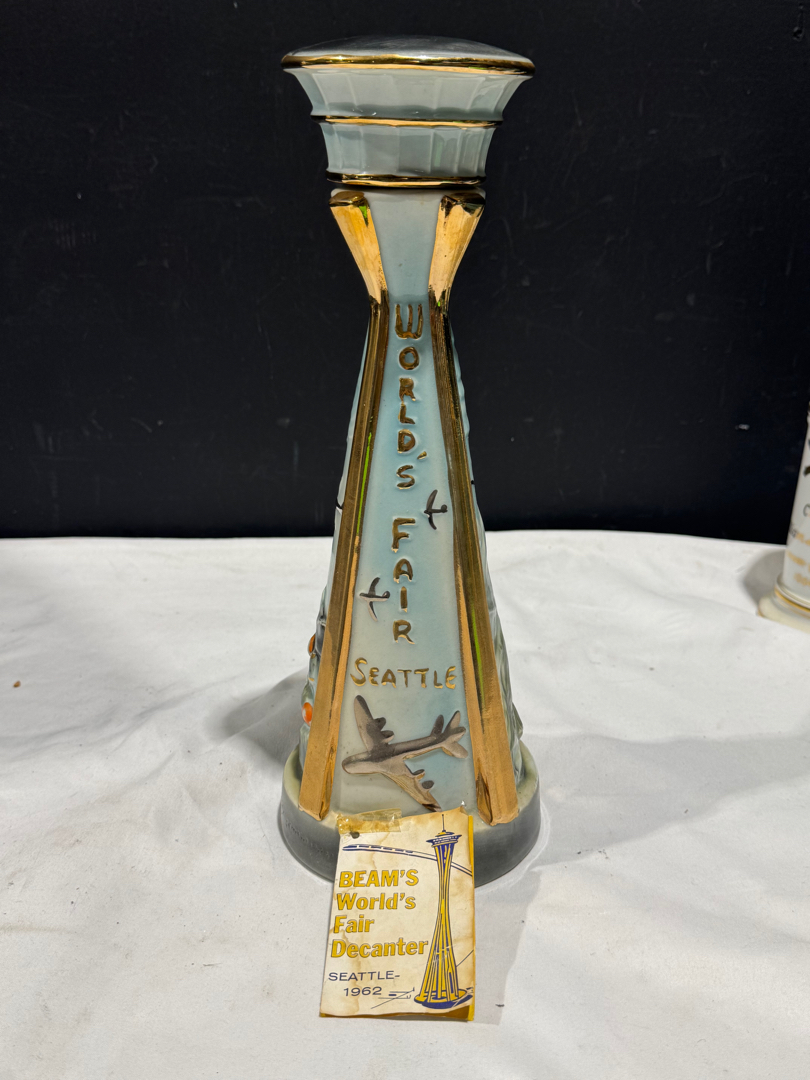 WORLD'S
FAIR
SEATTLE
BEAM'S
World's
Fair
Decanter
SEATTLE-
1962